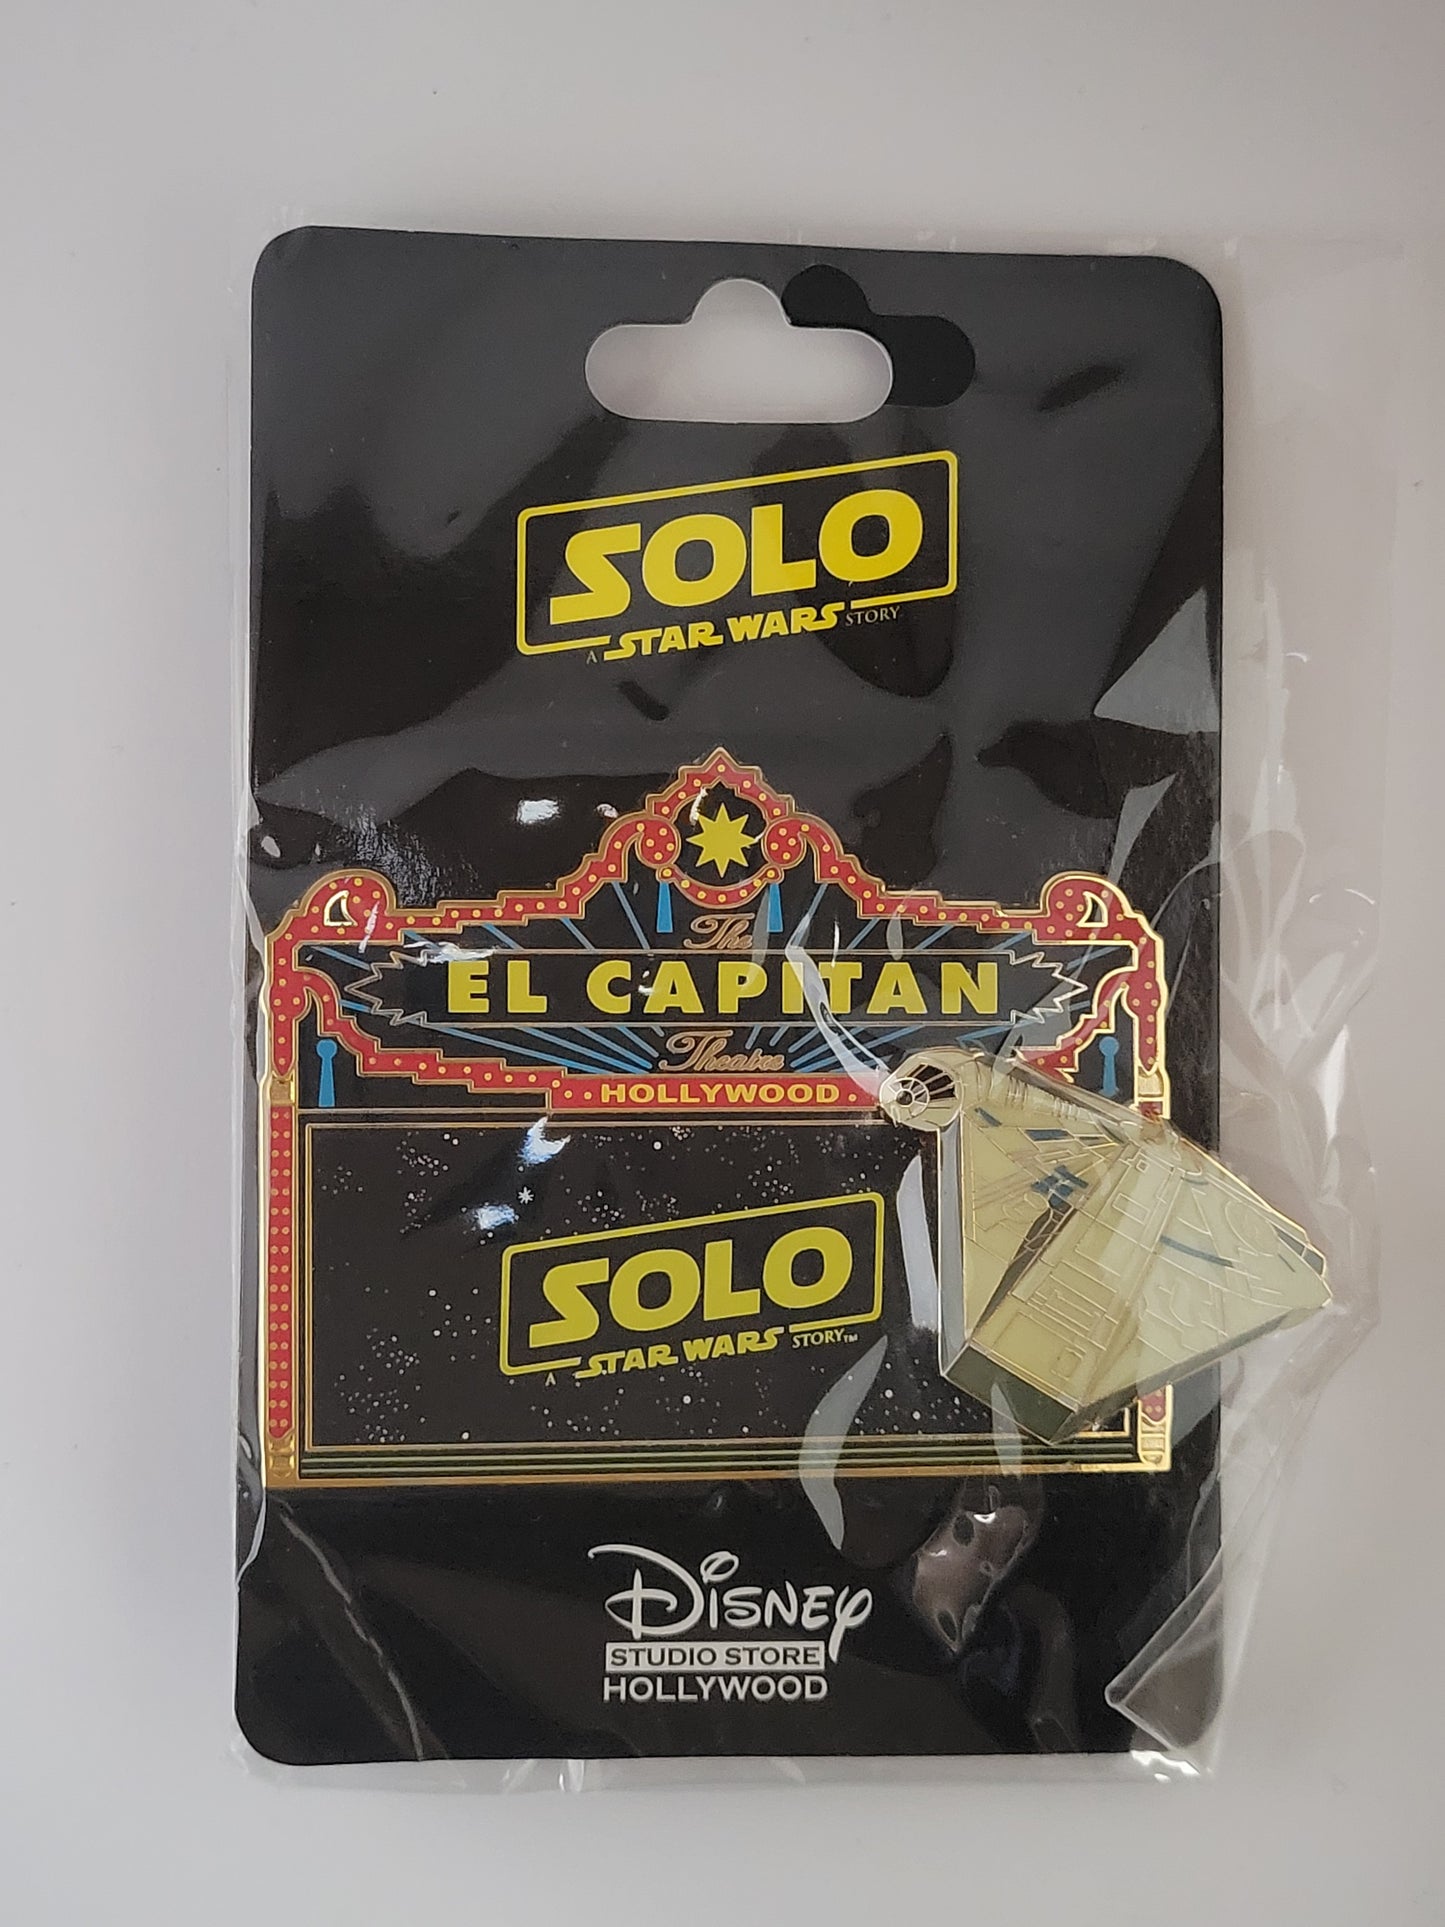 SOLO
A STAR WARS STORY
The
EL CAPITAN
Theatre
HOLLYWOOD
SOLO
A STAR WARS STORY™
Disney
STUDIO STORE
HOLLYWOOD